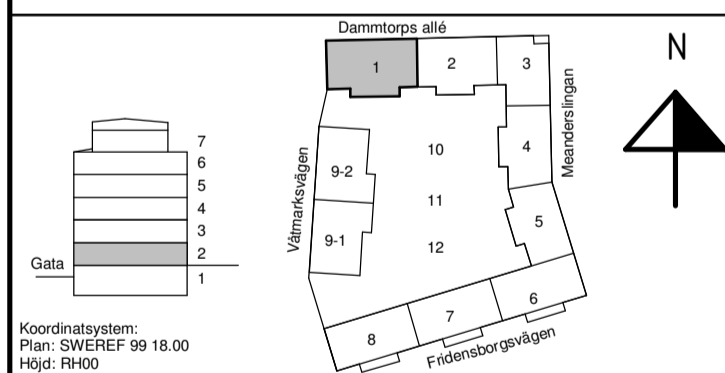 Dammtorps allé
N
1
2
3
7
6
5
4
3
2
Gata
1
Våtmarksvägen
Meanderslingan
10
4
9-2
11
5
9-1
12
6
7
8
Fridensborgsvägen
Koordinatsystem:
Plan: SWEREF 99 18.00
Höjd: RH00